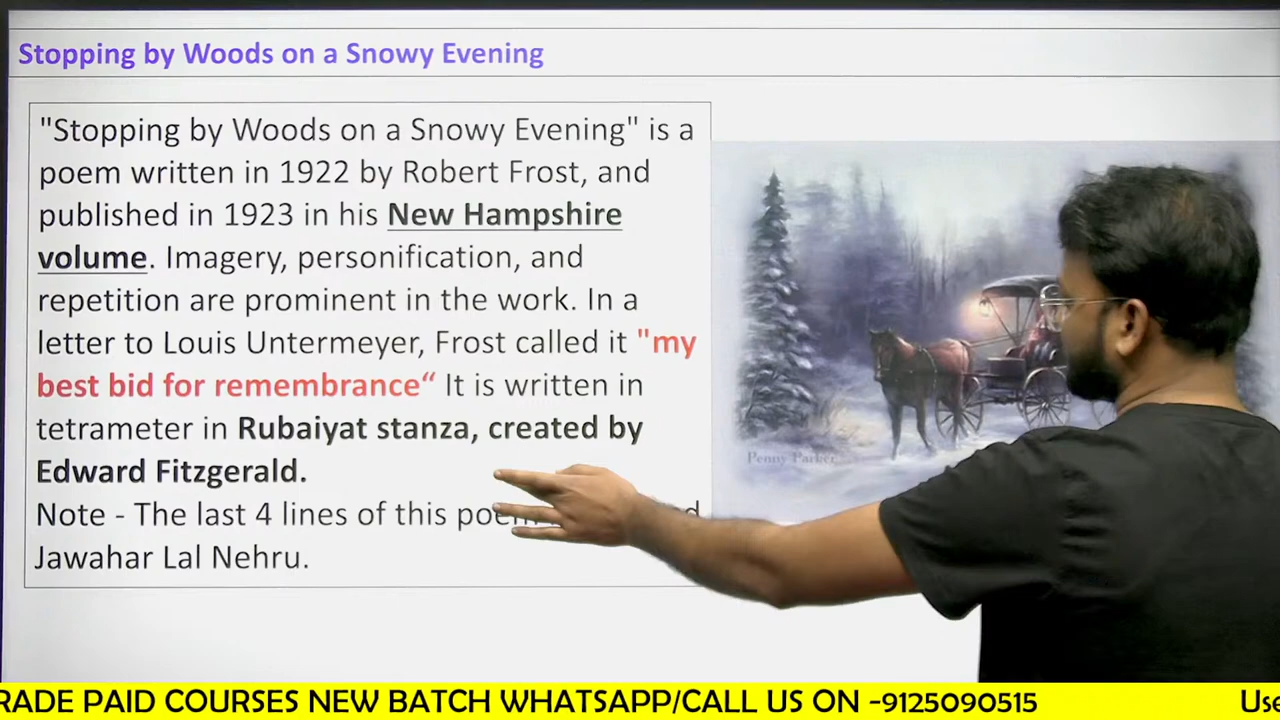 Stopping by Woods on a Snowy Evening
"Stopping by Woods on a Snowy Evening" is a
poem written in 1922 by Robert Frost, and
published in 1923 in his New Hampshire
volume. Imagery, personification, and
repetition are prominent in the work. In a
letter to Louis Untermeyer, Frost called it "my
best bid for remembrance“ It is written in
tetrameter in Rubaiyat stanza, created by
Edward Fitzgerald.
Note - The last 4 lines of this
Jawahar Lal Nehru.
Penny Parker
RADE PAID COURSES NEW BATCH WHATSAPP/CALL US ON -9125090515 Use